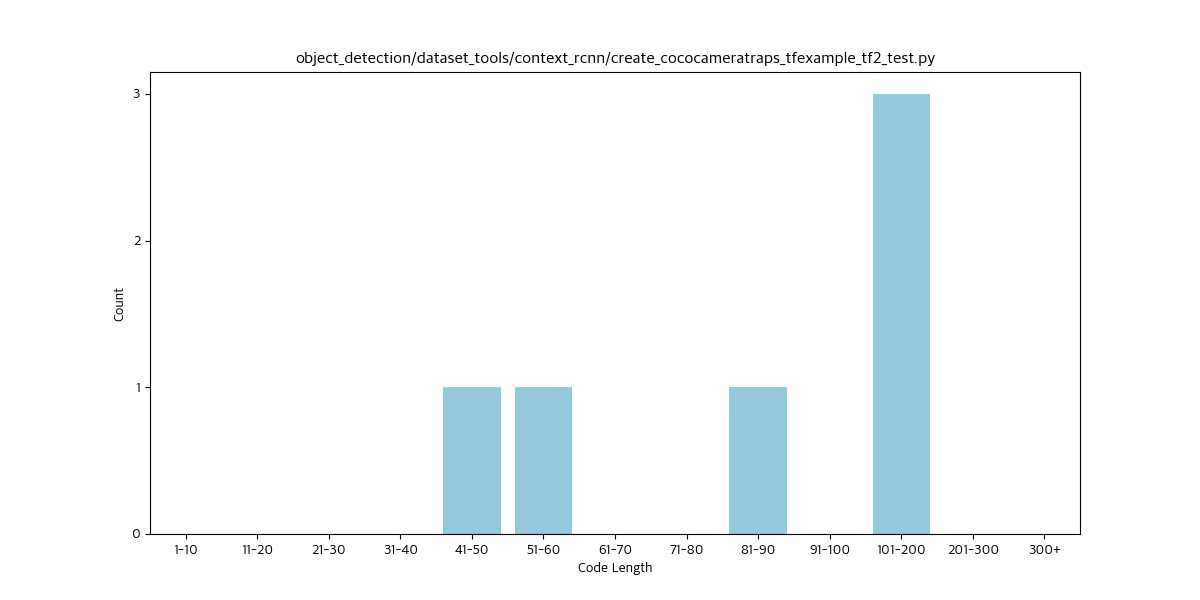 object_detection/dataset_tools/context_rcnn/create_cococameratraps_tfexample_tf2_test.py
3
2
1
0
Count
1-10 11-20 21-30 31-40 41-50 51-60 61-70 71-80 81-90 91-100 101-200 201-300 300+
Code Length